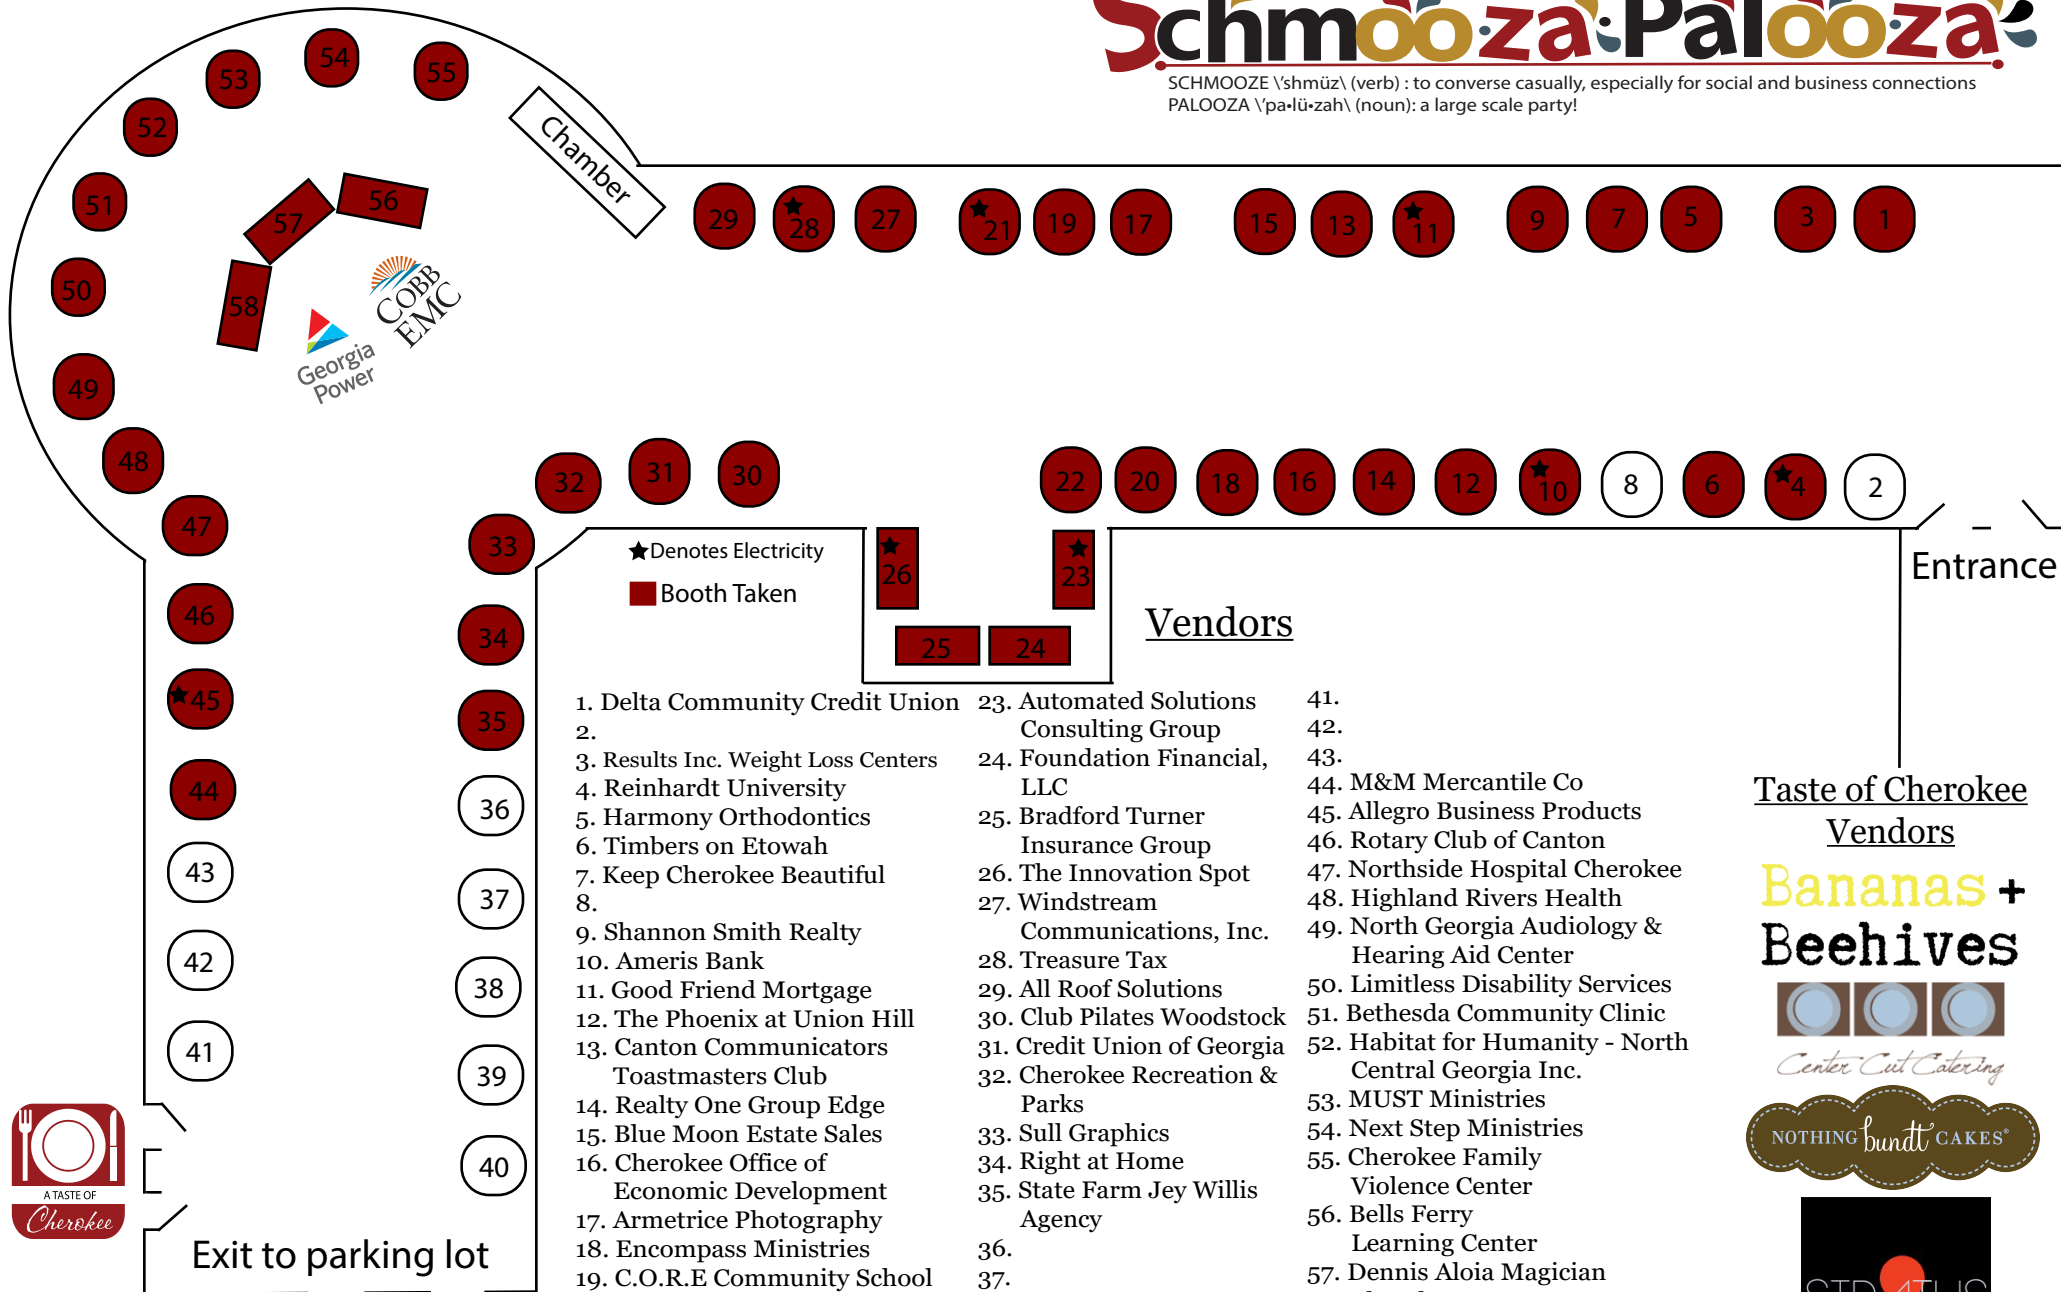 Schmooza Palooza
SCHMOOZE \'shmüz\ (verb) : to converse casually, especially for social and business connections
PALOOZA \'pa•lü•zah\ (noun): a large scale party!
54
53
55
52
Chamber
51
56
57
50
58
COBB
EMC
Georgia
Power
49
48
47
46
45
44
43
42
41
29
28
27
21
19
17
15
13
11
9
7
5
3
1
32
31
30
22
20
18
16
14
12
10
8
6
4
2
33
34
35
36
37
38
39
40
26
23
25
24
★Denotes Electricity
Booth Taken
Entrance
Vendors
1. Delta Community Credit Union
2.
3. Results Inc. Weight Loss Centers
4. Reinhardt University
5. Harmony Orthodontics
6. Timbers on Etowah
7. Keep Cherokee Beautiful
8.
9. Shannon Smith Realty
10. Ameris Bank
11. Good Friend Mortgage
12. The Phoenix at Union Hill
13. Canton Communicators
Toastmasters Club
14. Realty One Group Edge
15. Blue Moon Estate Sales
16. Cherokee Office of
Economic Development
17. Armetrice Photography
18. Encompass Ministries
19. C.O.R.E Community School
23. Automated Solutions
Consulting Group
24. Foundation Financial,
LLC
25. Bradford Turner
Insurance Group
26. The Innovation Spot
27. Windstream
Communications, Inc.
28. Treasure Tax
29. All Roof Solutions
30. Club Pilates Woodstock
31. Credit Union of Georgia
32. Cherokee Recreation &
Parks
33. Sull Graphics
34. Right at Home
35. State Farm Jey Willis
Agency
36.
37.
41.
42.
43.
44. M&M Mercantile Co
45. Allegro Business Products
46. Rotary Club of Canton
47. Northside Hospital Cherokee
48. Highland Rivers Health
49. North Georgia Audiology &
Hearing Aid Center
50. Limitless Disability Services
51. Bethesda Community Clinic
52. Habitat for Humanity - North
Central Georgia Inc.
53. MUST Ministries
54. Next Step Ministries
55. Cherokee Family
Violence Center
56. Bells Ferry
Learning Center
57. Dennis Aloia Magician
Taste of Cherokee
Vendors
Bananas +
Beehives
Center Cut Catering
NOTHING bundt CAKES®
A TASTE OF
Cherokee
Exit to parking lot